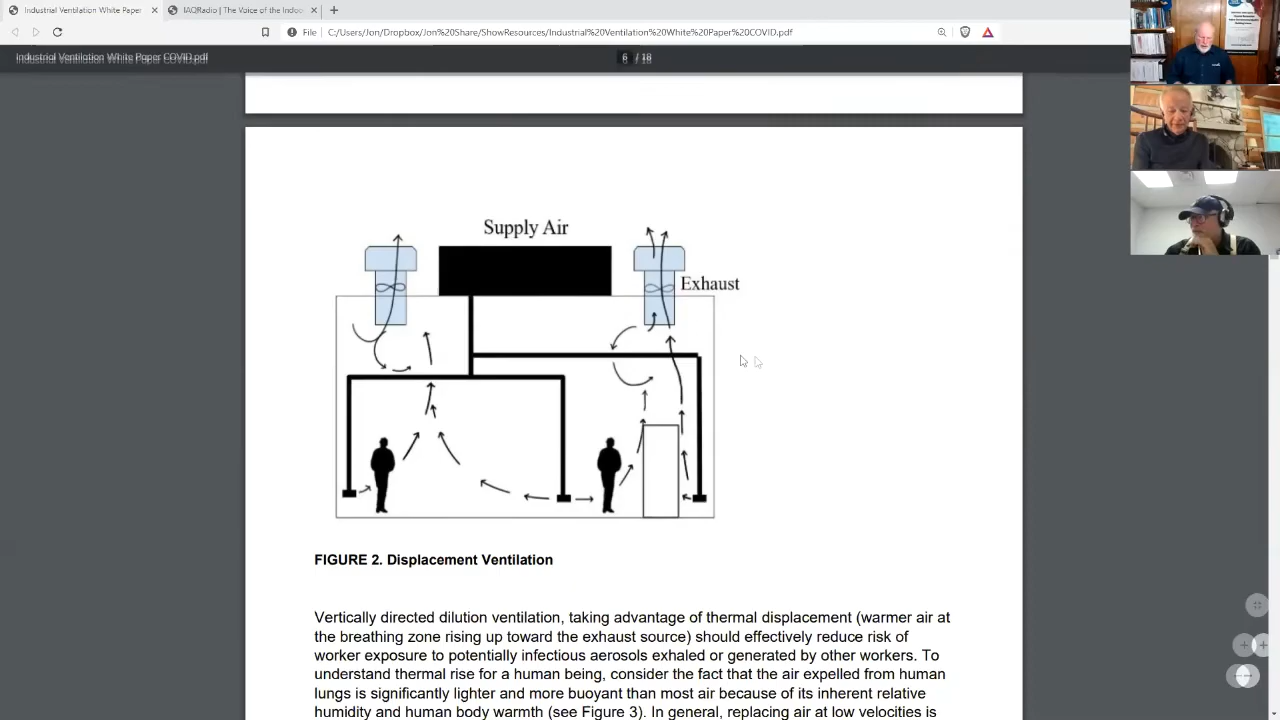 Industrial Ventilation White Paper
IAQRadio | The Voice of the Indoo
File
C:/Users/Jon/Dropbox/Jon%20Share/ShowResources/Industrial%20Ventilation%20White%20Paper%20COVID.pdf
Industrial Ventilation White Paper COVID.pdf
6 / 18
Supply Air
Exhaust
FIGURE 2. Displacement Ventilation
Vertically directed dilution ventilation, taking advantage of thermal displacement (warmer air at
the breathing zone rising up toward the exhaust source) should effectively reduce risk of
worker exposure to potentially infectious aerosols exhaled or generated by other workers. To
understand thermal rise for a human being, consider the fact that the air expelled from human
lungs is significantly lighter and more buoyant than most air because of its inherent relative
humidity and human body warmth (see Figure 3). In general, replacing air at low velocities is